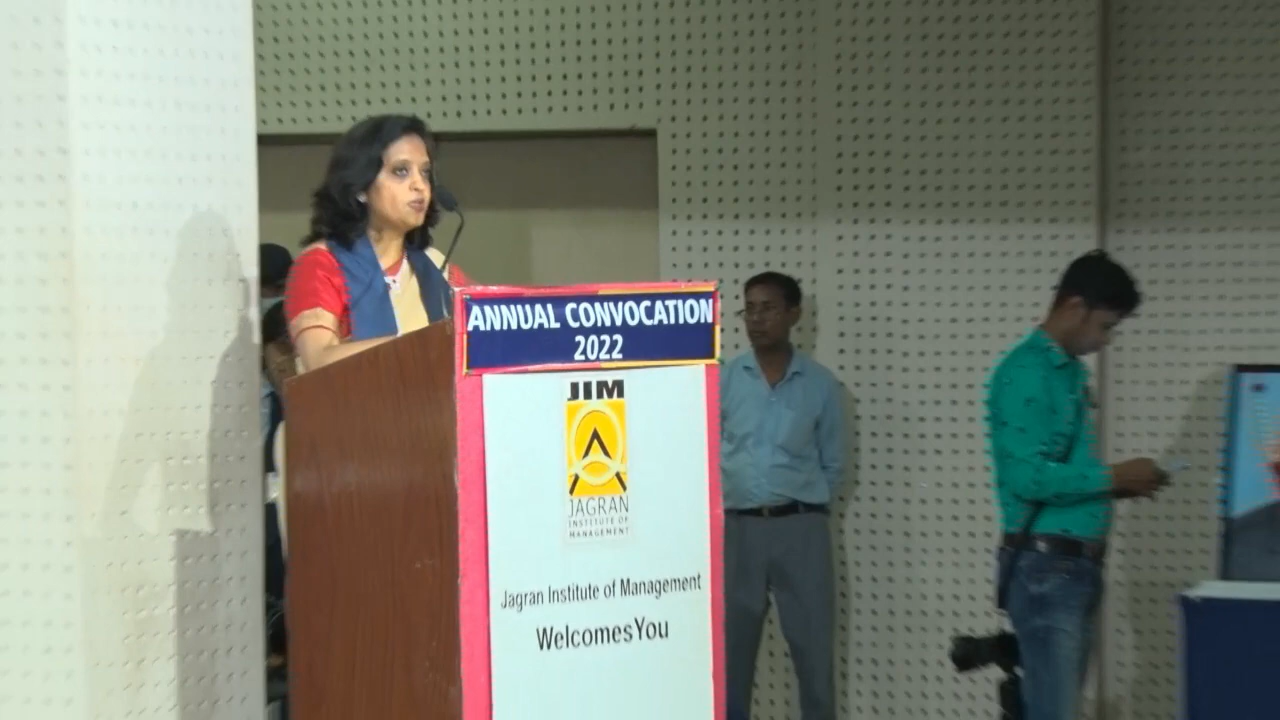 ANNUAL CONVOCATION
2022
JIM
JAGRAN
INSTITUTE OF
MANAGEMENT
Jagran Institute of Management
WelcomesYou